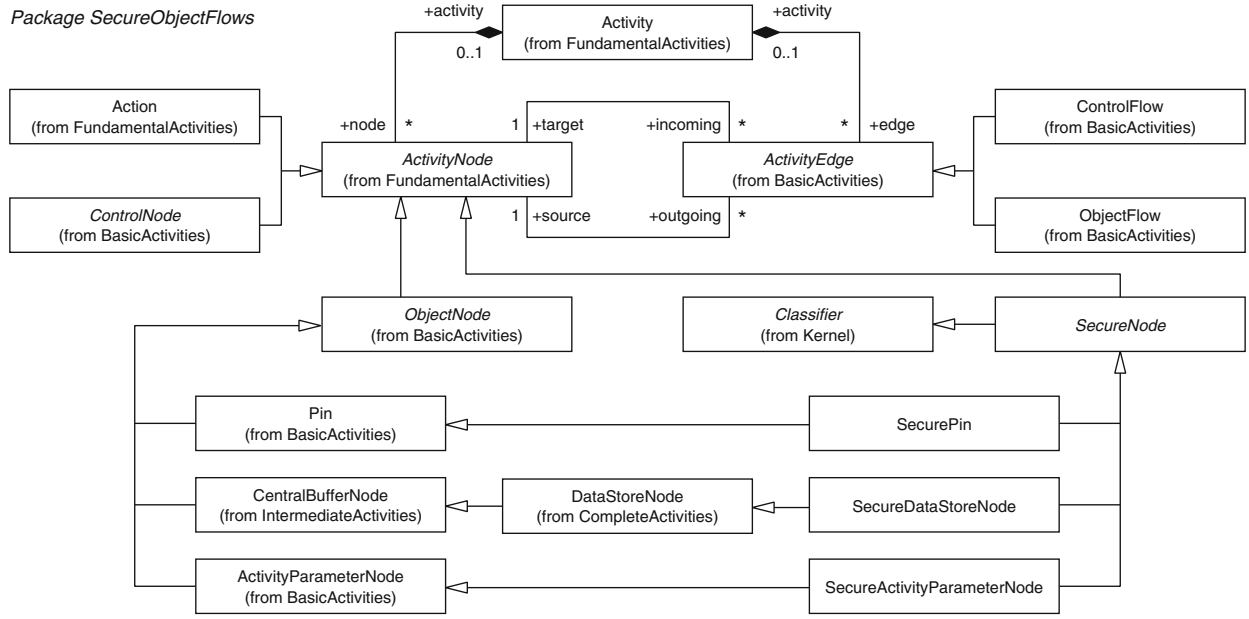 Package SecureObjectFlows
+activity
Activity
(from FundamentalActivities)
+activity
0..1
0..1
Action
(from FundamentalActivities)
+node
*
1
+target
+incoming
*
*
+edge
ControlFlow
(from BasicActivities)
ActivityNode
(from FundamentalActivities)
ActivityEdge
(from BasicActivities)
ControlNode
(from BasicActivities)
1
+source
+outgoing
*
ObjectFlow
(from BasicActivities)
ObjectNode
(from BasicActivities)
Classifier
(from Kernel)
SecureNode
Pin
(from BasicActivities)
SecurePin
CentralBufferNode
(from IntermediateActivities)
DataStoreNode
(from CompleteActivities)
SecureDataStoreNode
ActivityParameterNode
(from BasicActivities)
SecureActivityParameterNode